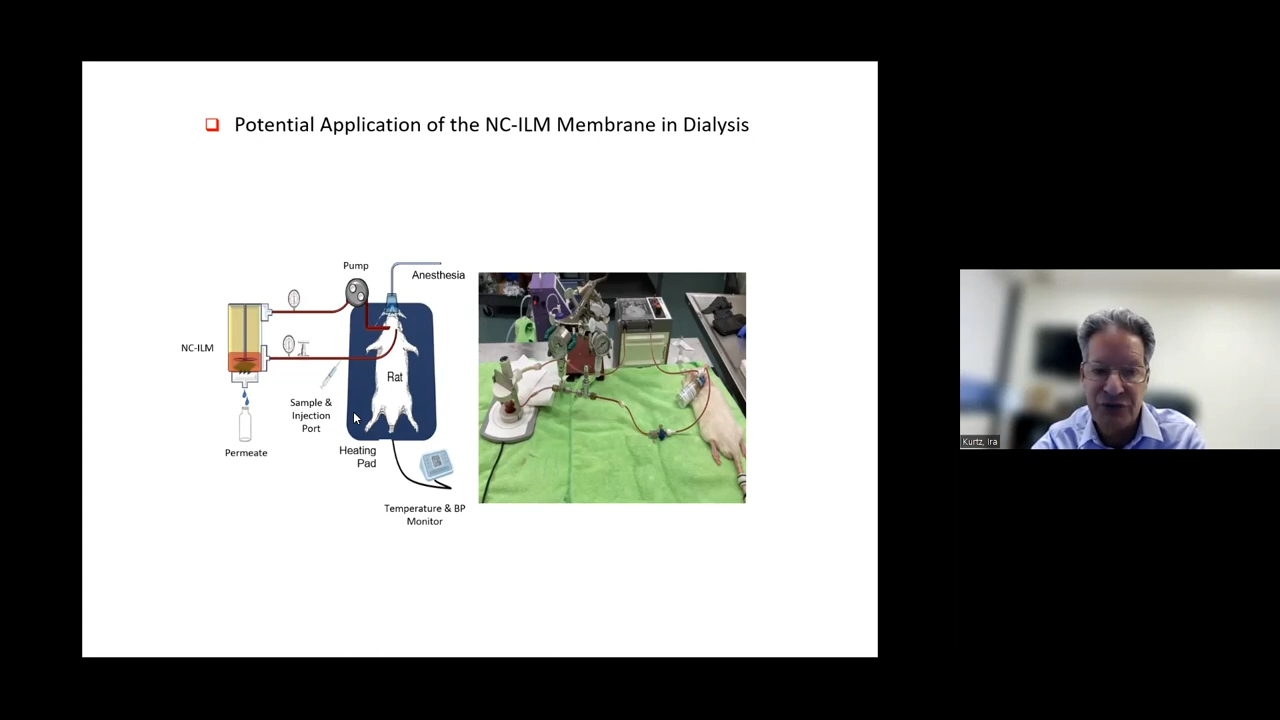 Potential Application of the NC-ILM Membrane in Dialysis
Pump
Anesthesia
NC-ILM
Rat
Sample &
Injection
Port
Permeate
Heating
Pad
Temperature & BP
Monitor
Kurtz, Ira